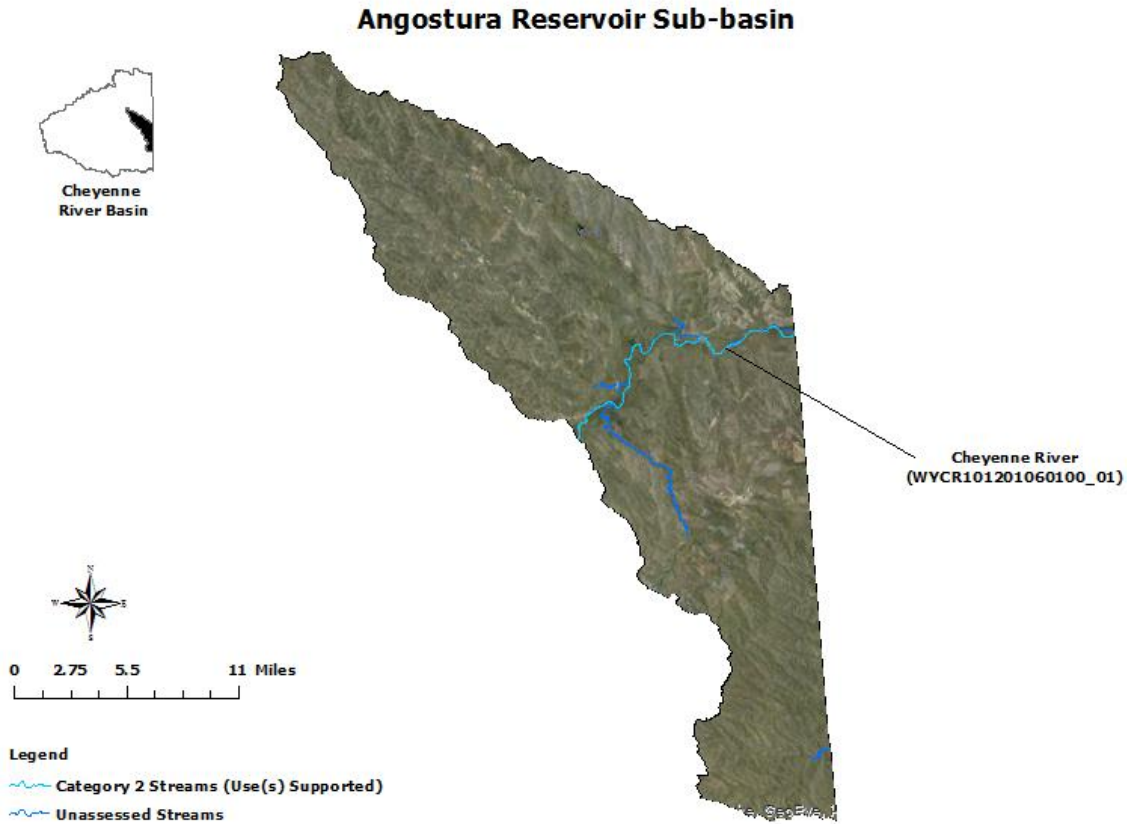 Angostura Reservoir Sub-basin
Cheyenne
River Basin
Cheyenne River
(WYCR101201060100_01)
N
W E
S
0 2.75 5.5 11 Miles
Legend
Category 2 Streams (Use(s) Supported)
Unassessed Streams